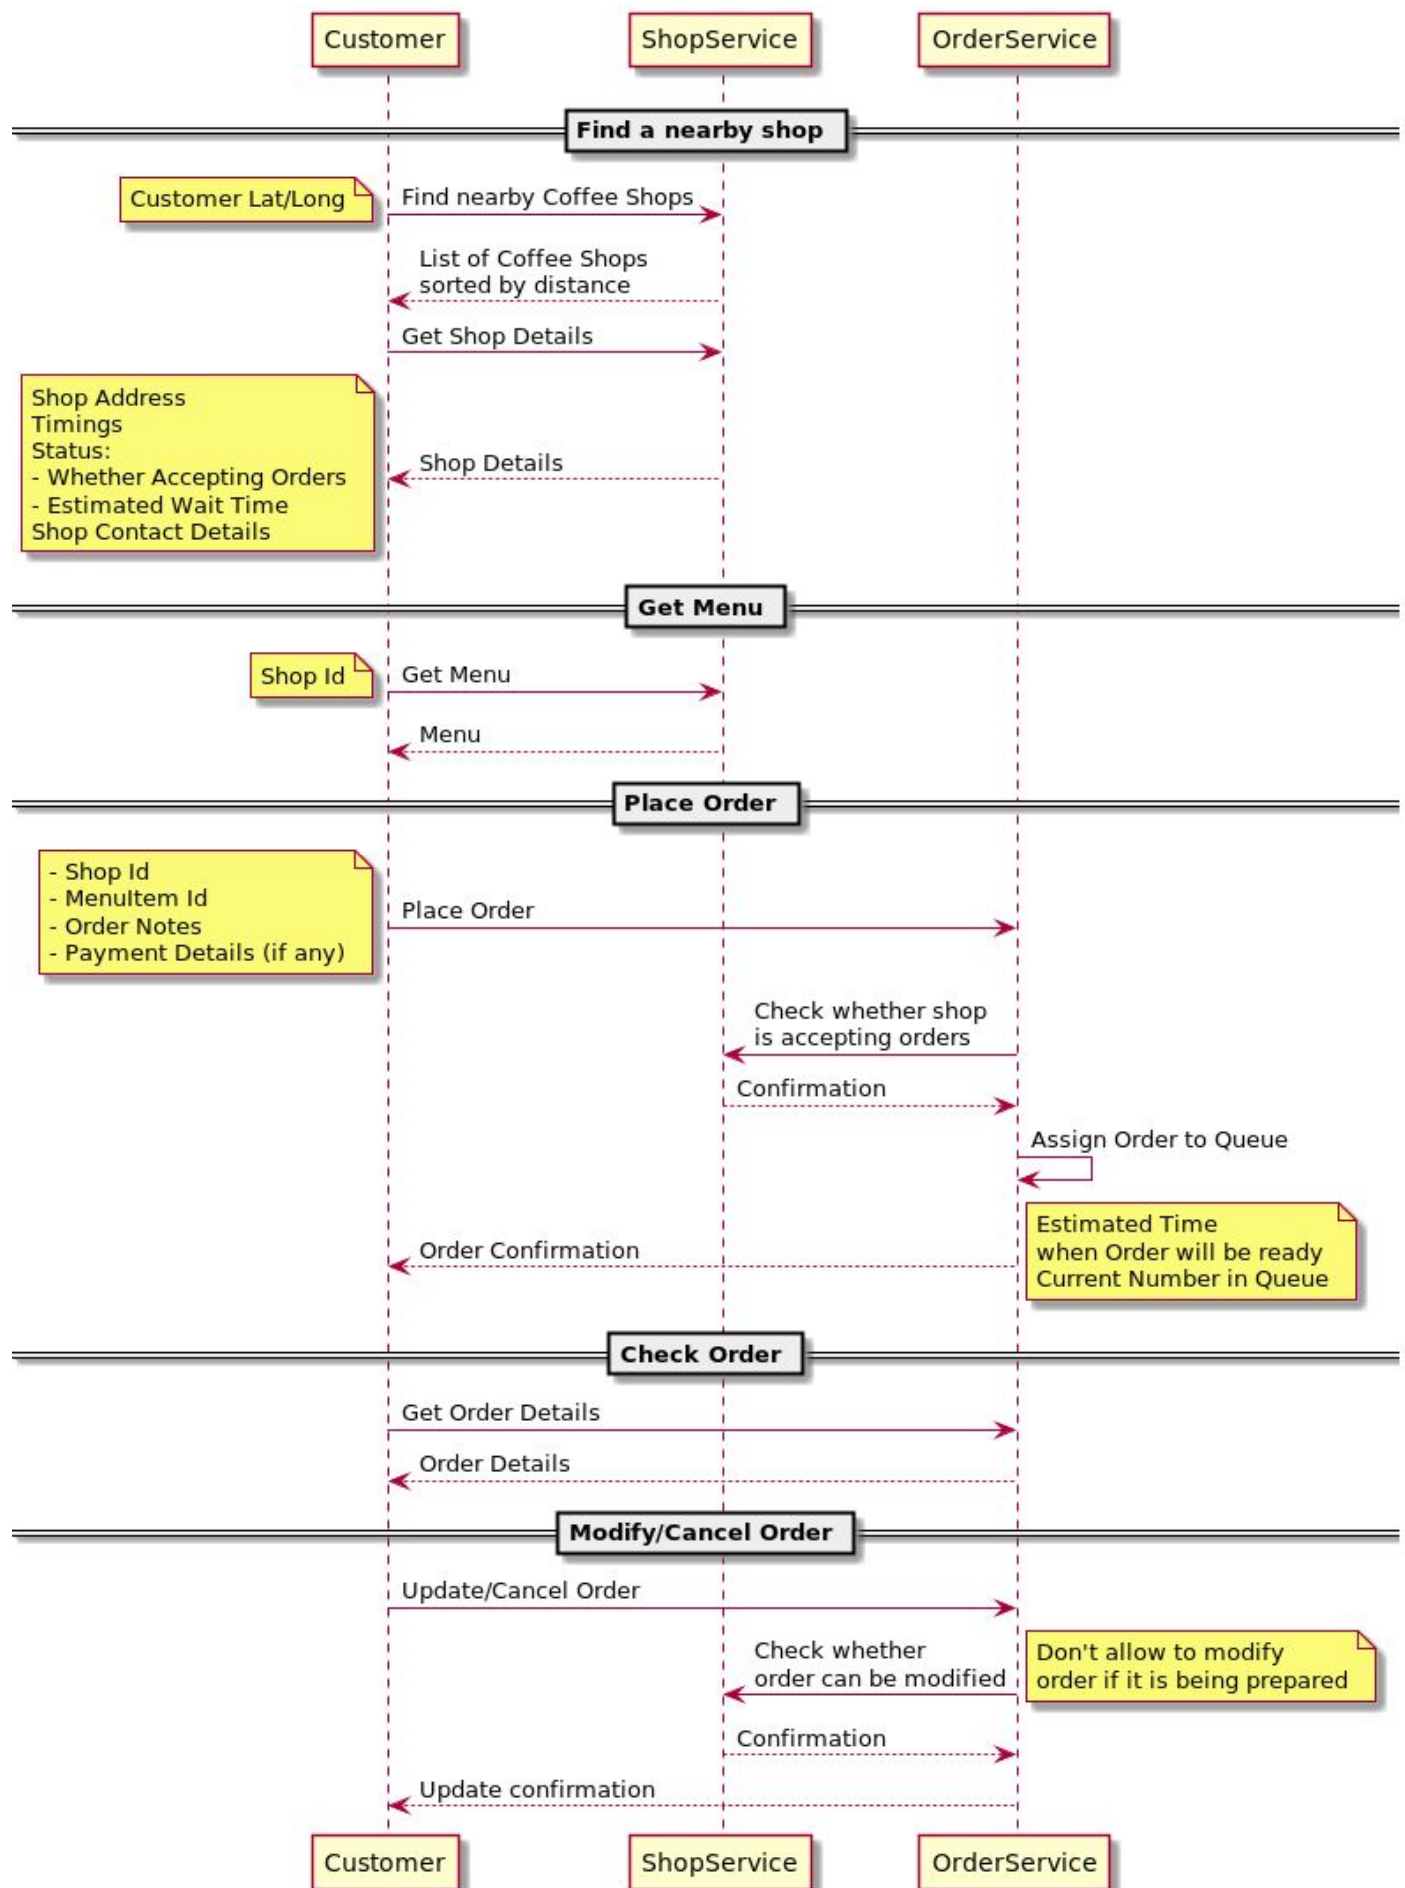 Customer
ShopService
OrderService
Find a nearby shop
Customer Lat/Long
Find nearby Coffee Shops
List of Coffee Shops
sorted by distance
Get Shop Details
Shop Address
Timings
Status:
- Whether Accepting Orders
- Estimated Wait Time
Shop Contact Details
Shop Details
Get Menu
Shop Id
Get Menu
Menu
Place Order
- Shop Id
- MenuItem Id
- Order Notes
- Payment Details (if any)
Place Order
Check whether shop
is accepting orders
Confirmation
Assign Order to Queue
Order Confirmation
Estimated Time
when Order will be ready
Current Number in Queue
Check Order
Get Order Details
Order Details
Modify/Cancel Order
Update/Cancel Order
Check whether
order can be modified
Don't allow to modify
order if it is being prepared
Confirmation
Update confirmation
Customer
ShopService
OrderService